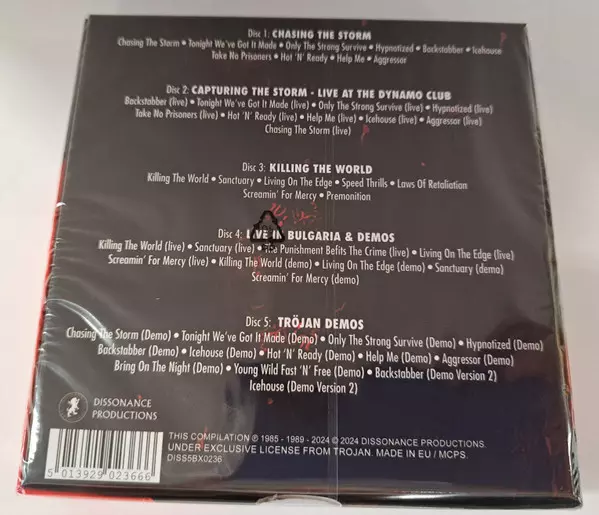 Disc 1: CHASING THE STORM
Chasing The Storm • Tonight We've Got It Made • Only The Strong Survive • Hypnotized • Backstabber • Icehouse
Take No Prisoners • Hot 'N' Ready • Help Me • Aggressor
Disc 2: CAPTURING THE STORM - LIVE AT THE DYNAMO CLUB
Backstabber (live) • Tonight We've Got It Made (live) • Only The Strong Survive (live) • Hypnotized (live)
Take No Prisoners (live) • Hot 'N' Ready (live) • Help Me (live) • Icehouse (live) • Aggressor (live)
Chasing The Storm (live)
Disc 3: KILLING THE WORLD
Killing The World • Sanctuary • Living On The Edge • Speed Thrills • Laws Of Retaliation
Screamin' For Mercy • Premonition
Disc 4: LIVE IN BULGARIA & DEMOS
Killing The World (live) • Sanctuary (live) • The Punishment Befits The Crime (live) • Living On The Edge (live)
Screamin' For Mercy (live) • Killing The World (demo) • Living On The Edge (demo) • Sanctuary (demo)
Screamin' For Mercy (demo)
Disc 5: TRÖJAN DEMOS
Chasing The Storm (Demo) • Tonight We've Got It Made (Demo) • Only The Strong Survive (Demo) • Hypnotized (Demo)
Backstabber (Demo) • Icehouse (Demo) • Hot 'N' Ready (Demo) • Help Me (Demo) • Aggressor (Demo)
Bring On The Night (Demo) • Young Wild Fast 'N' Free (Demo) • Backstabber (Demo Version 2)
Icehouse (Demo Version 2)
DISSONANCE
PRODUCTIONS
THIS COMPILATION ℗ 1985 - 1989 - 2024 © 2024 DISSONANCE PRODUCTIONS.
UNDER EXCLUSIVE LICENSE FROM TROJAN. MADE IN EU / MCPS.
DISS5BX0236
5 013929 023666